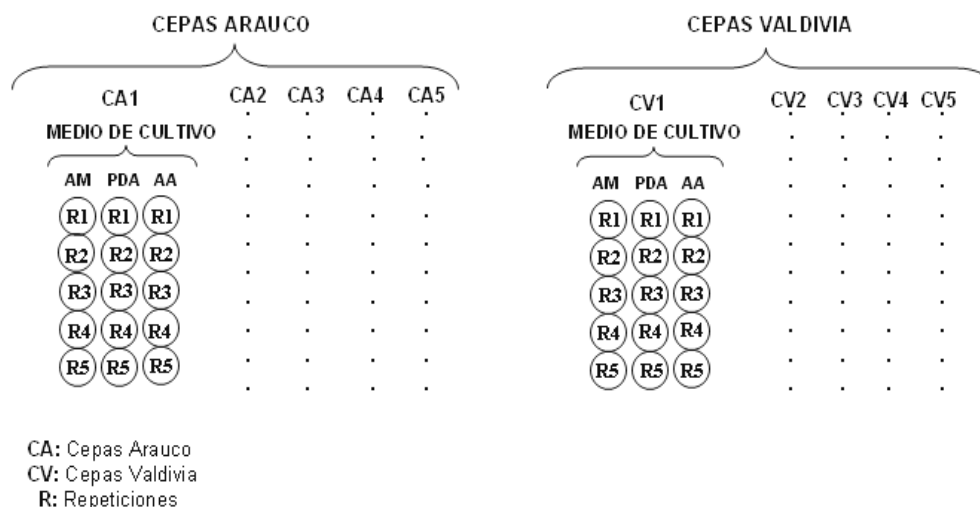 CEPAS ARAUCO
CA1 CA2 CA3 CA4 CA5
MEDIO DE CULTIVO
AM PDA AA
R1 R1 R1
R2 R2 R2
R3 R3 R3
R4 R4 R4
R5 R5 R5
CEPAS VALDIVIA
CV1 CV2 CV3 CV4 CV5
MEDIO DE CULTIVO
AM PDA AA
R1 R1 R1
R2 R2 R2
R3 R3 R3
R4 R4 R4
R5 R5 R5
CA: Cepas Arauco
CV: Cepas Valdivia
R: Repeticiones